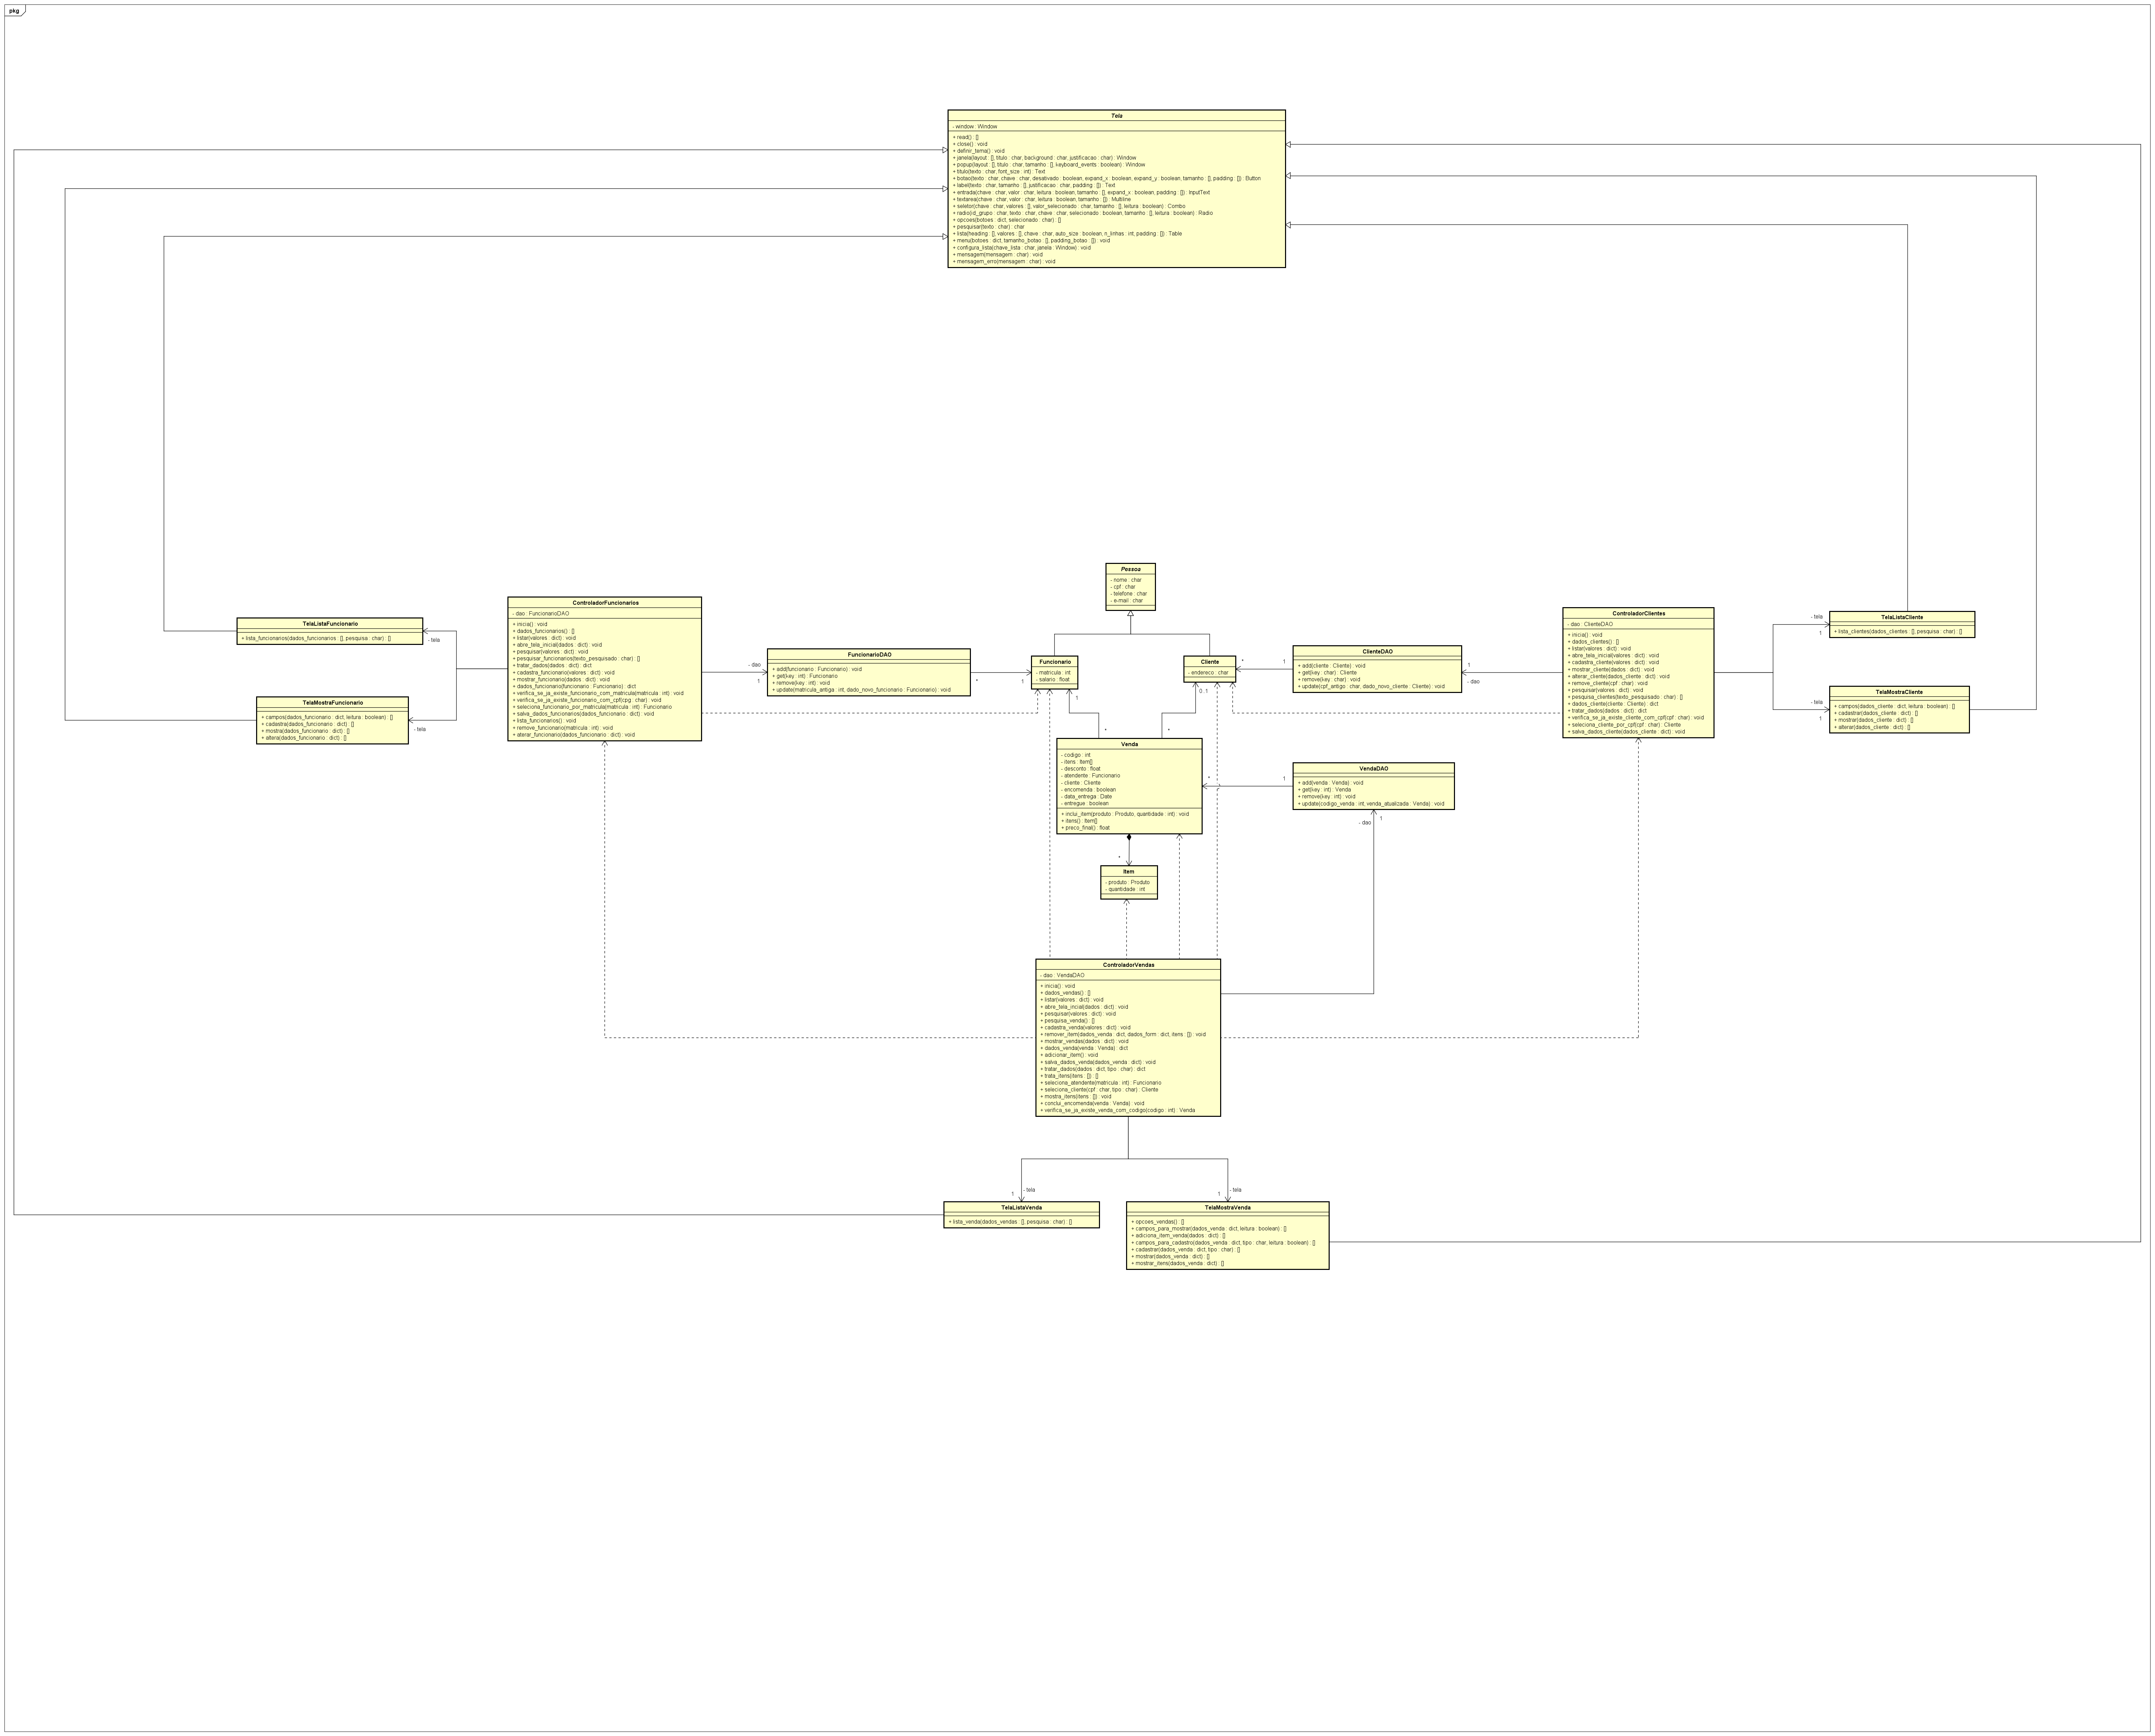 pkg
Tela
- window : Window
+ read() : []
+ close() : void
+ definir_tema() : void
+ janela(layout : [], titulo : char, background : char, justificacao : char) : Window
+ popup(layout : [], titulo : char, tamanho : [], keyboard_events : boolean) : Window
+ titulo(texto : char, font_size : int) : Text
+ botao(texto : char, chave : char, desativado : boolean, expand_x : boolean, expand_y : boolean, tamanho : [], padding : []) : Button
+ label(texto : char, tamanho : [], justificacao : char, padding : []) : Text
+ entrada(chave : char, valor : char, leitura : boolean, tamanho : [], expand_x : boolean, padding : []) : InputText
+ textarea(chave : char, valor : char, leitura : boolean, tamanho : []) : Multiline
+ seletor(chave : char, valores : [], valor_selecionado : char, tamanho : [], leitura : boolean) : Combo
+ radio(id_grupo : char, texto : char, chave : char, selecionado : boolean, tamanho : [], leitura : boolean) : Radio
+ opcoes(botoes : dict, selecionado : char) : []
+ pesquisar(texto : char) : char
+ lista(heading : [], valores : [], chave : char, auto_size : boolean, n_linhas : int, padding : []) : Table
+ menu(botoes : dict, tamanho_botao : [], padding_botao : []) : void
+ configura_lista(chave_lista : char, janela : Window) : void
+ mensagem(mensagem : char) : void
+ mensagem_erro(mensagem : char) : void
Pessoa
- nome : char
- cpf : char
- telefone : char
- e-mail : char
TelaListaFuncionario
+ lista_funcionarios(dados_funcionarios : [], pesquisa : char) : []
- tela
TelaMostraFuncionario
+ campos(dados_funcionario : dict, leitura : boolean) : []
+ cadastra(dados_funcionario : dict) : []
+ mostra(dados_funcionario : dict) : []
+ altera(dados_funcionario : dict) : []
- tela
ControladorFuncionarios
- dao : FuncionarioDAO
+ inicia() : void
+ dados_funcionarios() : []
+ listar(valores : dict) : void
+ abre_tela_inicial(dados : dict) : void
+ pesquisar(valores : dict) : void
+ pesquisar_funcionarios(texto_pesquisado : char) : []
+ tratar_dados(dados : dict) : dict
+ cadastra_funcionario(valores : dict) : void
+ mostrar_funcionario(dados : dict) : void
+ dados_funcionario(funcionario : Funcionario) : dict
+ verifica_se_ja_existe_funcionario_com_matricula(matricula : int) : void
+ verifica_se_ja_existe_funcionario_com_cpf(cpg : char) : void
+ seleciona_funcionario_por_matricula(matricula : int) : Funcionario
+ salva_dados_funcionarios(dados_funcionario : dict) : void
+ lista_funcionarios() : void
+ remove_funcionario(matricula : int) : void
+ aterar_funcionario(dados_funcionario : dict) : void
- dao
1
FuncionarioDAO
+ add(funcionario : Funcionario) : void
+ get(key : int) : Funcionario
+ remove(key : int) : void
+ update(matricula_antiga : int, dado_novo_funcionario : Funcionario) : void
*
1
Funcionario
- matricula : int
- salario : float
1
*
Cliente
- endereco : char
0..1
*
*
1
ClienteDAO
+ add(cliente : Cliente) : void
+ get(key : char) : Cliente
+ remove(key : char) : void
+ update(cpf_antigo : char, dado_novo_cliente : Cliente) : void
1
- dao
ControladorClientes
- dao : ClienteDAO
+ inicia() : void
+ dados_clientes() : []
+ listar(valores : dict) : void
+ abre_tela_inicial(valores : dict) : void
+ cadastra_cliente(valores : dict) : void
+ mostrar_cliente(dados : dict) : void
+ alterar_cliente(dados_cliente : dict) : void
+ remove_cliente(cpf : char) : void
+ pesquisar(valores : dict) : void
+ pesquisa_clientes(texto_pesquisado : char) : []
+ dados_cliente(cliente : Cliente) : dict
+ tratar_dados(dados : dict) : dict
+ verifica_se_ja_existe_cliente_com_cpf(cpf : char) : void
+ seleciona_cliente_por_cpf(cpf : char) : Cliente
+ salva_dados_cliente(dados_cliente : dict) : void
- tela
1
TelaListaCliente
+ lista_clientes(dados_clientes : [], pesquisa : char) : []
- tela
1
TelaMostraCliente
+ campos(dados_cliente : dict, leitura : boolean) : []
+ cadastrar(dados_cliente : dict) : []
+ mostrar(dados_cliente : dict) : []
+ alterar(dados_cliente : dict) : []
Venda
- codigo : int
- itens : Item[]
- desconto : float
- atendente : Funcionario
- cliente : Cliente
- encomenda : boolean
- data_entrega : Date
- entregue : boolean
+ inclui_item(produto : Produto, quantidade : int) : void
+ itens() : Item[]
+ preco_final() : float
*
1
VendaDAO
+ add(venda : Venda) : void
+ get(key : int) : Venda
+ remove(key : int) : void
+ update(codigo_venda : int, venda_atualizada : Venda) : void
- dao
1
*
Item
- produto : Produto
- quantidade : int
ControladorVendas
- dao : VendaDAO
+ inicia() : void
+ dados_vendas() : []
+ listar(valores : dict) : void
+ abre_tela_incial(dados : dict) : void
+ pesquisar(valores : dict) : void
+ pesquisa_venda() : []
+ cadastra_venda(valores : dict) : void
+ remover_item(dados_venda : dict, dados_form : dict, itens : []) : void
+ mostrar_vendas(dados : dict) : void
+ dados_venda(venda : Venda) : dict
+ adicionar_item() : void
+ salva_dados_venda(dados_venda : dict) : void
+ tratar_dados(dados : dict, tipo : char) : dict
+ trata_itens(itens : []) : []
+ seleciona_atendente(matricula : int) : Funcionario
+ seleciona_cliente(cpf : char, tipo : char) : Cliente
+ mostra_itens(itens : []) : void
+ conclui_encomenda(venda : Venda) : void
+ verifica_se_ja_existe_venda_com_codigo(codigo : int) : Venda
1
- tela
1
- tela
TelaListaVenda
+ lista_venda(dados_vendas : [], pesquisa : char) : []
TelaMostraVenda
+ opcoes_vendas() : []
+ campos_para_mostrar(dados_venda : dict, leitura : boolean) : []
+ adiciona_item_venda(dados : dict) : []
+ campos_para_cadastro(dados_venda : dict, tipo : char, leitura : boolean) : []
+ cadastrar(dados_venda : dict, tipo : char) : []
+ mostrar(dados_venda : dict) : []
+ mostrar_itens(dados_venda : dict) : []